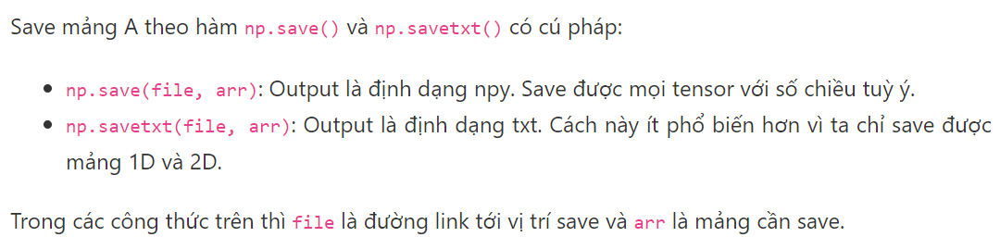 Save mảng A theo hàm np.save() và np.savetxt() có cú pháp:
• np.save(file, arr): Output là định dạng npy. Save được mọi tensor với số chiều tuỳ ý.
• np.savetxt(file, arr): Output là định dạng txt. Cách này ít phổ biến hơn vì ta chỉ save được
mảng 1D và 2D.
Trong các công thức trên thì file là đường link tới vị trí save và arr là mảng cần save.